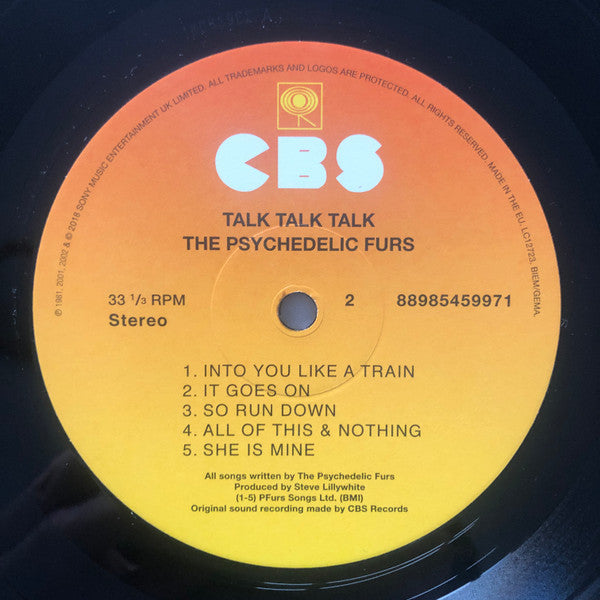 ℗ 1981, 2001, 2002 & © 2018 SONY MUSIC ENTERTAINMENT UK LIMITED. ALL TRADEMARKS AND LOGOS ARE PROTECTED. ALL RIGHTS RESERVED. MADE IN THE EU. LC12723. BIEM/GEMA.
CBS
TALK TALK TALK
THE PSYCHEDELIC FURS
33 1/3 RPM 2 88985459971
Stereo
1. INTO YOU LIKE A TRAIN
2. IT GOES ON
3. SO RUN DOWN
4. ALL OF THIS & NOTHING
5. SHE IS MINE
All songs written by The Psychedelic Furs
Produced by Steve Lillywhite
(1-5) PFurs Songs Ltd. (BMI)
Original sound recording made by CBS Records